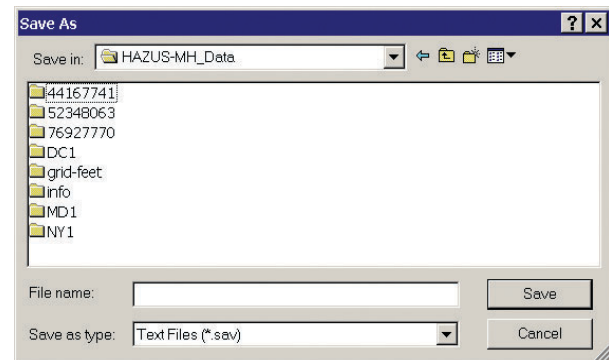 Save As
Save in: HAZUS-MH_Data
44167741
52348063
76927770
DC1
grid-feet
info
MD1
NY1
File name: Save
Save as type: Text Files (*.sav) Cancel